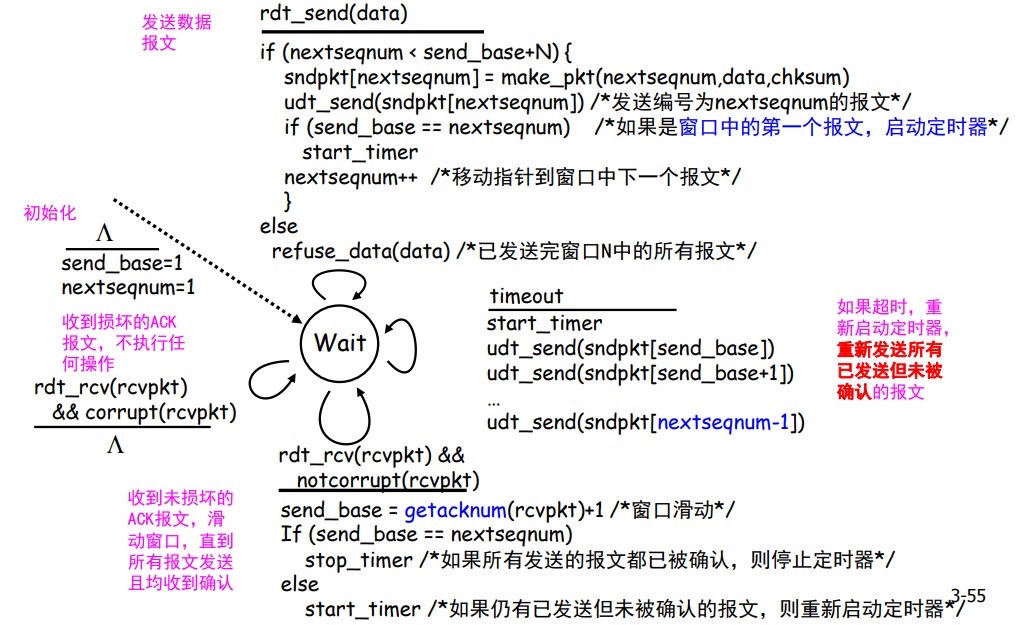 发送数据
报文
rdt_send(data)
if (nextseqnum < send_base+N) {
sndpkt[nextseqnum] = make_pkt(nextseqnum,data,chksum)
udt_send(sndpkt[nextseqnum]) /*发送编号为nextseqnum的报文*/
if (send_base == nextseqnum) /*如果是窗口中的第一个报文，启动定时器*/
start_timer
nextseqnum++ /*移动指针到窗口中下一个报文*/
}
else
refuse_data(data) /*已发送完窗口N中的所有报文*/
初始化
Λ
send_base=1
nextseqnum=1
收到损坏的ACK
报文，不执行任
何操作
rdt_rcv(rcvpkt)
&& corrupt(rcvpkt)
Λ
Wait
timeout
start_timer
udt_send(sndpkt[send_base])
udt_send(sndpkt[send_base+1])
…
udt_send(sndpkt[nextseqnum-1])
如果超时，重
新启动定时器，
重新发送所有
已发送但未被
确认的报文
rdt_rcv(rcvpkt) &&
notcorrupt(rcvpkt)
收到未损坏的
ACK报文，滑
动窗口，直到
所有报文发送
且均收到确认
send_base = getacknum(rcvpkt)+1 /*窗口滑动*/
If (send_base == nextseqnum)
stop_timer /*如果所有发送的报文都已被确认，则停止定时器*/
else
start_timer /*如果仍有已发送但未被确认的报文，则重新启动定时器*/
3-55